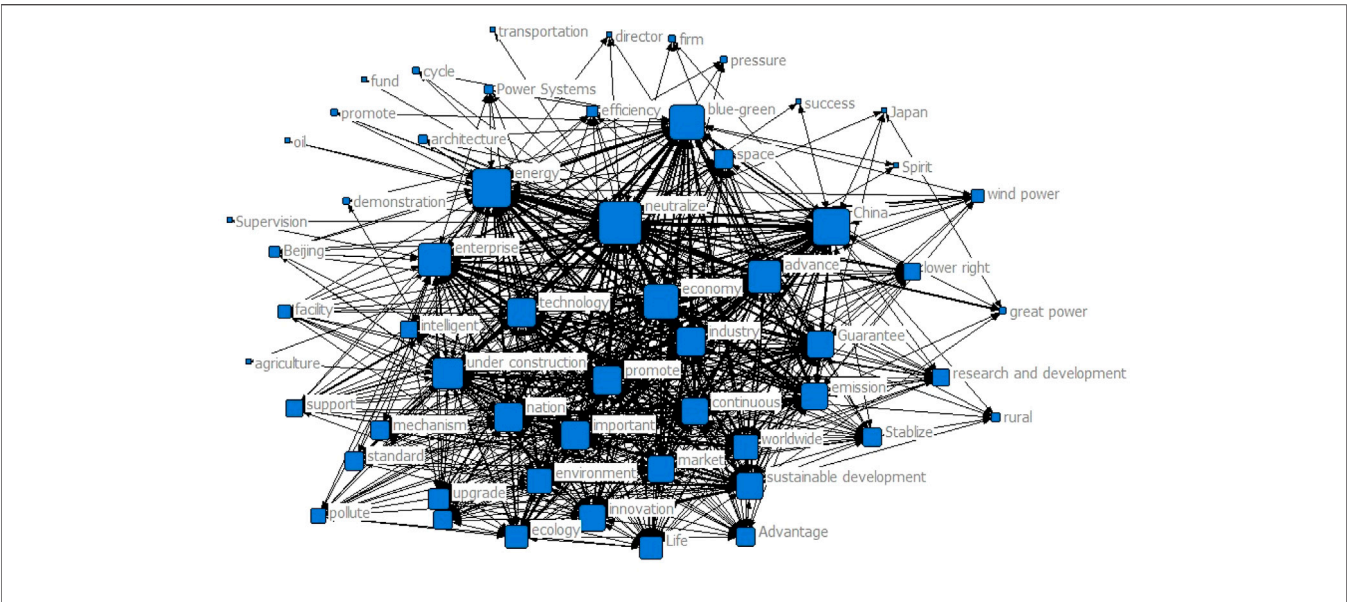 transportation
director
firm
pressure
cycle
fund
Power Systems
efficiency
blue-green
success
Japan
promote
architecture
oil
space
Spirit
energy
wind power
demonstration
neutralize
China
Supervision
Beijing
enterprise
advance
lower right
economy
technology
facility
great power
intelligent
industry
Guarantee
agriculture
under construction
promote
research and development
emission
support
nation
continuous
rural
mechanism
important
worldwide
Stablize
standard
market
environment
sustainable development
upgrade
pollute
innovation
ecology
Life
Advantage